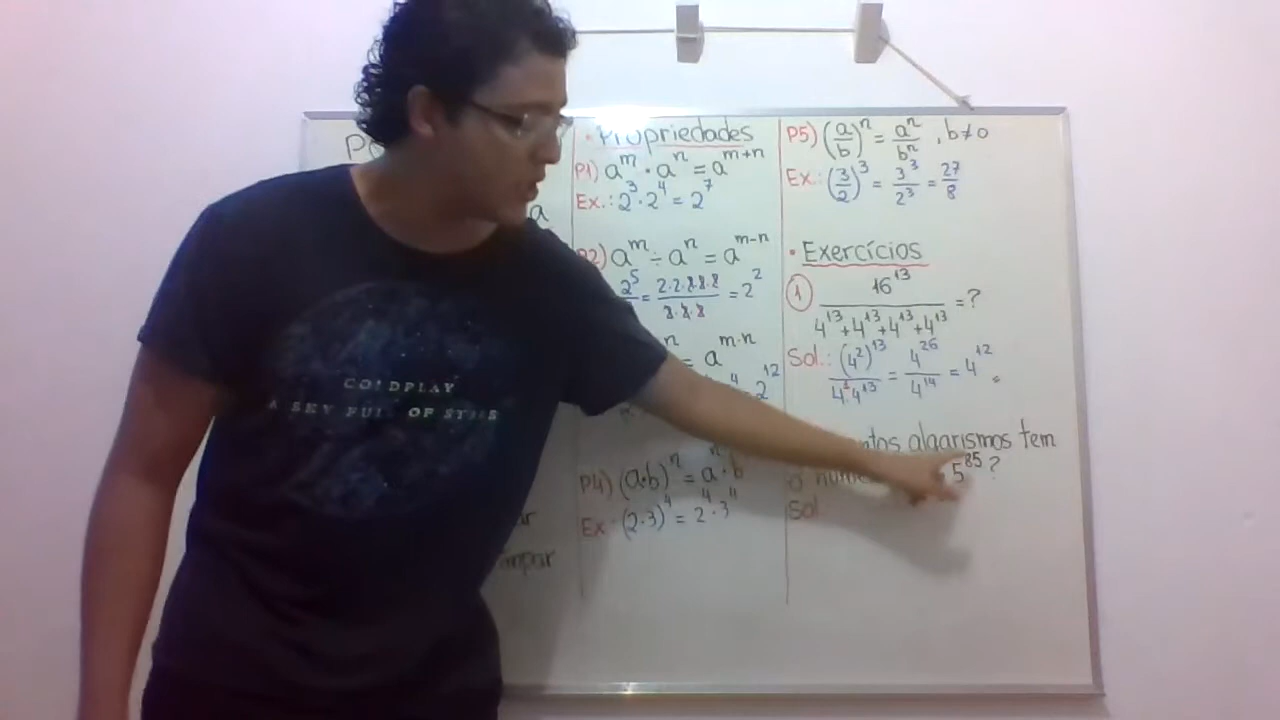 Propriedades
P1) a^m · a^n = a^{m+n}
Ex.: 2^3 · 2^4 = 2^7
P2) a^m ÷ a^n = a^{m-n}
2^5 = 2·2·2·2·2 / 2·2·2 = 2^2
= a^{m·n}
2^{12}
P4) (a·b)^n = a^n · b
Ex.: (2·3)^4 = 2^4 · 3^4
P5) (a/b)^n = a^n/b^n , b≠0
Ex.: (3/2)^3 = 3^3/2^3 = 27/8
• Exercícios
1 16^{13} / 4^{13}+4^{13}+4^{13}+4^{13} = ?
Sol.: (4^2)^{13} / 4^1·4^{13} = 4^{26} / 4^{14} = 4^{12}
algarismos tem
o 5^{85} ?
Sol
COLDPLAY
A SKY FULL OF STARS